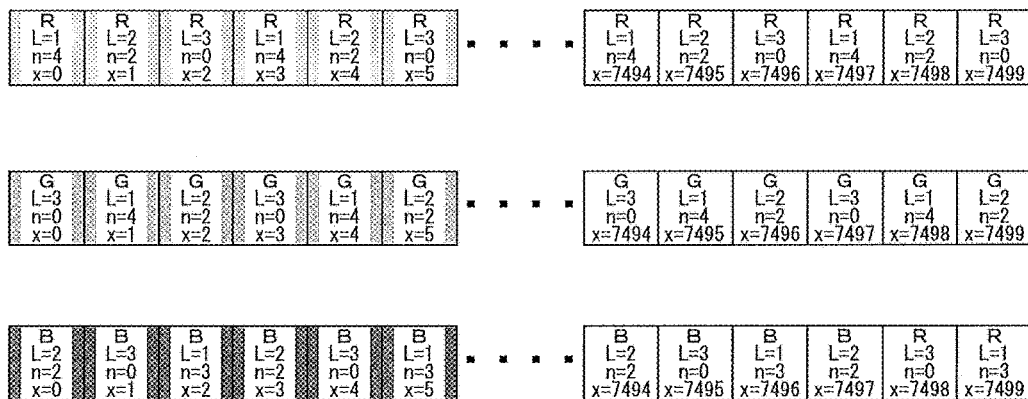 R R R R R R R R R R R R
L=1 L=2 L=3 L=1 L=2 L=3 L=1 L=2 L=3 L=1 L=2 L=3
n=4 n=2 n=0 n=4 n=2 n=0 n=4 n=2 n=0 n=4 n=2 n=0
x=0 x=1 x=2 x=3 x=4 x=5 x=7494 x=7495 x=7496 x=7497 x=7498 x=7499
G G G G G G G G G G G G
L=3 L=1 L=2 L=3 L=1 L=2 L=3 L=1 L=2 L=3 L=1 L=2
n=0 n=4 n=2 n=0 n=4 n=2 n=0 n=4 n=2 n=0 n=4 n=2
x=0 x=1 x=2 x=3 x=4 x=5 x=7494 x=7495 x=7496 x=7497 x=7498 x=7499
B B B B B B B B B B R R
L=2 L=3 L=1 L=2 L=3 L=1 L=2 L=3 L=1 L=2 L=3 L=1
n=2 n=0 n=3 n=2 n=0 n=3 n=2 n=0 n=3 n=2 n=0 n=3
x=0 x=1 x=2 x=3 x=4 x=5 x=7494 x=7495 x=7496 x=7497 x=7498 x=7499